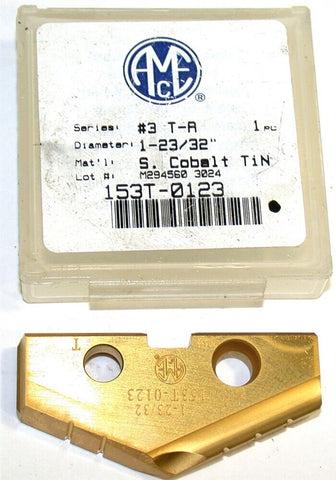 AMEC ®
Series: #3 T-A 1 pc
Diameter: 1-23/32"
Mat'l: S. Cobalt TiN
Lot #: M294560 3024
153T-0123
T
AMEC
1-23/32
153T-0123